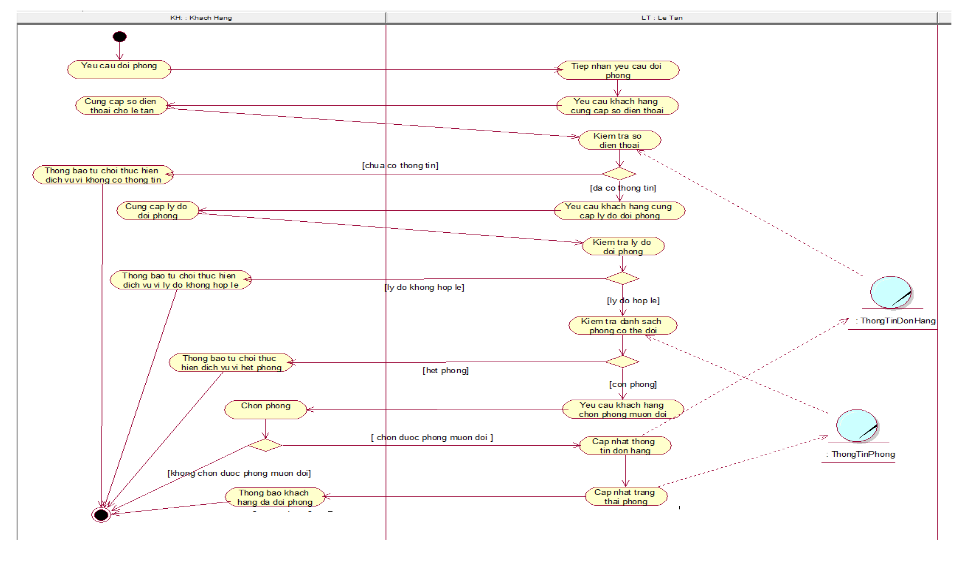 KH: : Khach Hang
LT : Le Tan
Yeu cau doi phong
Tiep nhan yeu cau doi
phong
Cung cap so dien
thoai cho le tan
Yeu cau khach hang
cung cap so dien thoai
Kiem tra so
dien thoai
[chua co thong tin]
Thong bao tu choi thuc hien
dich vu vi khong co thong tin
[da co thong tin]
Cung cap ly do
doi phong
Yeu cau khach hang cung
cap ly do doi phong
Kiem tra ly do
doi phong
Thong bao tu choi thuc hien
dich vu vi ly do khong hop le
[ly do khong hop le]
[ly do hop le]
Kiem tra danh sach
phong co the doi
: ThongTinDonHang
Thong bao tu choi thuc
hien dich vu vi het phong
[het phong]
[con phong]
Chon phong
Yeu cau khach hang
chon phong muon doi
[ chon duoc phong muon doi ]
Cap nhat thong
tin don hang
: ThongTinPhong
[khong chon duoc phong muon doi]
Thong bao khach
hang da doi phong
Cap nhat trang
thai phong